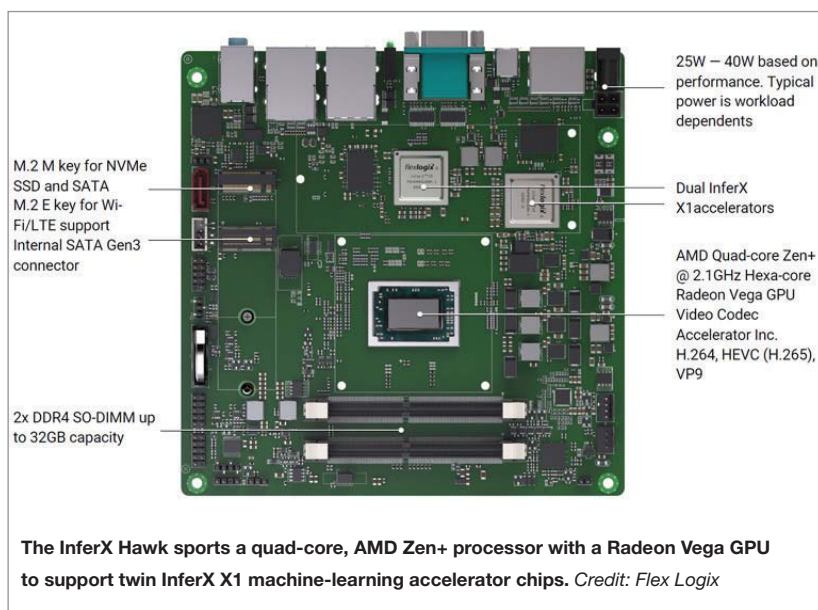 25W — 40W based on
performance. Typical
power is workload
dependents
M.2 M key for NVMe
SSD and SATA
M.2 E key for Wi-
Fi/LTE support
Internal SATA Gen3
connector
flexlogix
Dual InferX
X1accelerators
AMD Quad-core Zen+
@ 2.1GHz Hexa-core
Radeon Vega GPU
Video Codec
Accelerator Inc.
H.264, HEVC (H.265),
VP9
2x DDR4 SO-DIMM up
to 32GB capacity
The InferX Hawk sports a quad-core, AMD Zen+ processor with a Radeon Vega GPU
to support twin InferX X1 machine-learning accelerator chips. Credit: Flex Logix